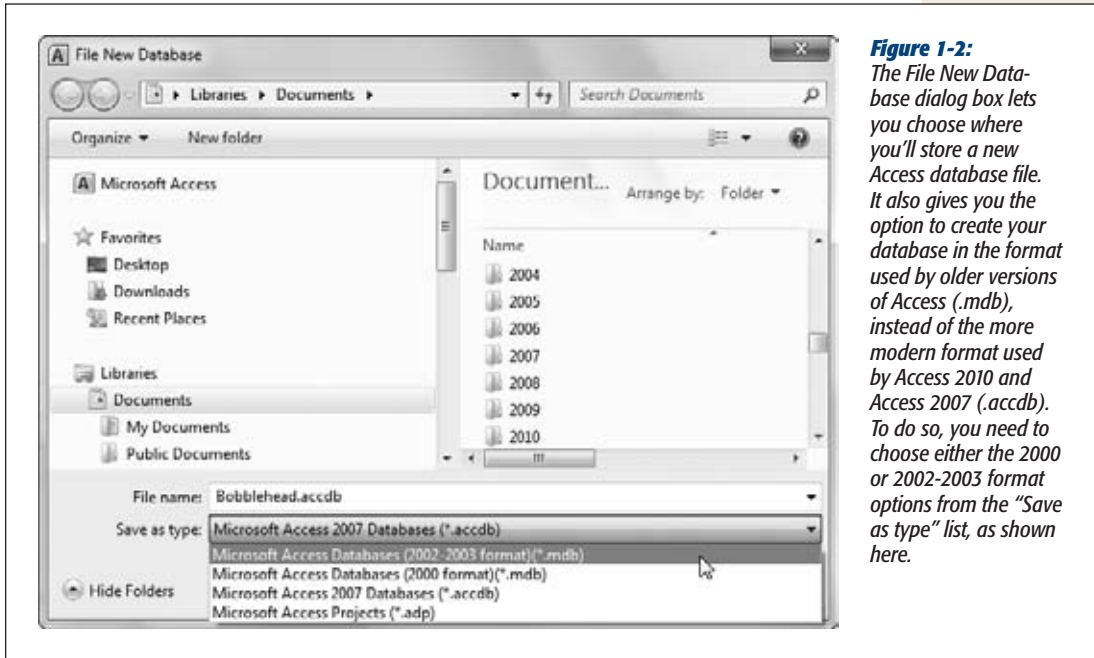 File New Database
Libraries ▸ Documents ▸
Search Documents
Organize
New folder
Microsoft Access
Favorites
Desktop
Downloads
Recent Places
Libraries
Documents
My Documents
Public Documents
Document...
Arrange by: Folder
Name
2004
2005
2006
2007
2008
2009
2010
File name: Bobblehead.accdb
Save as type: Microsoft Access 2007 Databases (*.accdb)
Microsoft Access Databases (2002-2003 format)(*.mdb)
Microsoft Access Databases (2000 format)(*.mdb)
Microsoft Access 2007 Databases (*.accdb)
Microsoft Access Projects (*.adp)
Hide Folders
Figure 1-2:
The File New Data-
base dialog box lets
you choose where
you’ll store a new
Access database file.
It also gives you the
option to create your
database in the format
used by older versions
of Access (.mdb),
instead of the more
modern format used
by Access 2010 and
Access 2007 (.accdb).
To do so, you need to
choose either the 2000
or 2002-2003 format
options from the “Save
as type” list, as shown
here.